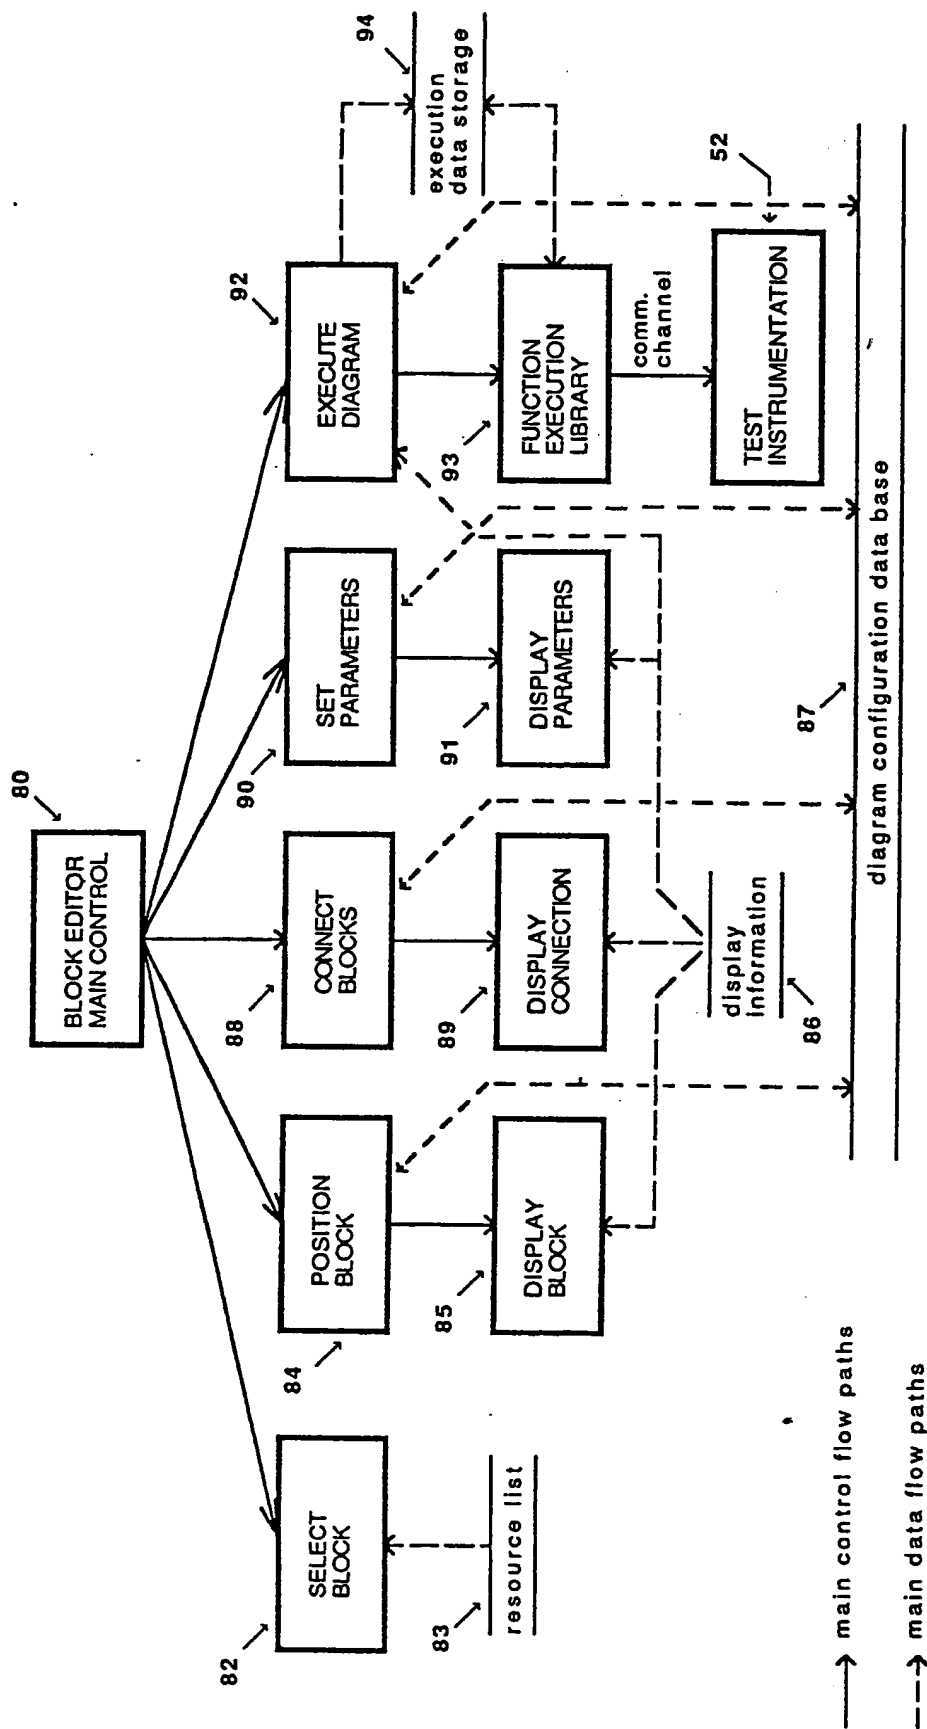 80
BLOCK EDITOR
MAIN CONTROL
82
SELECT
BLOCK
83
resource list
84
POSITION
BLOCK
85
DISPLAY
BLOCK
88
CONNECT
BLOCKS
89
DISPLAY
CONNECTION
display
information
86
90
SET
PARAMETERS
91
DISPLAY
PARAMETERS
92
EXECUTE
DIAGRAM
94
execution
data storage
93
FUNCTION
EXECUTION
LIBRARY
comm.
channel
52
TEST
INSTRUMENTATION
87
diagram configuration data base
main control flow paths
main data flow paths